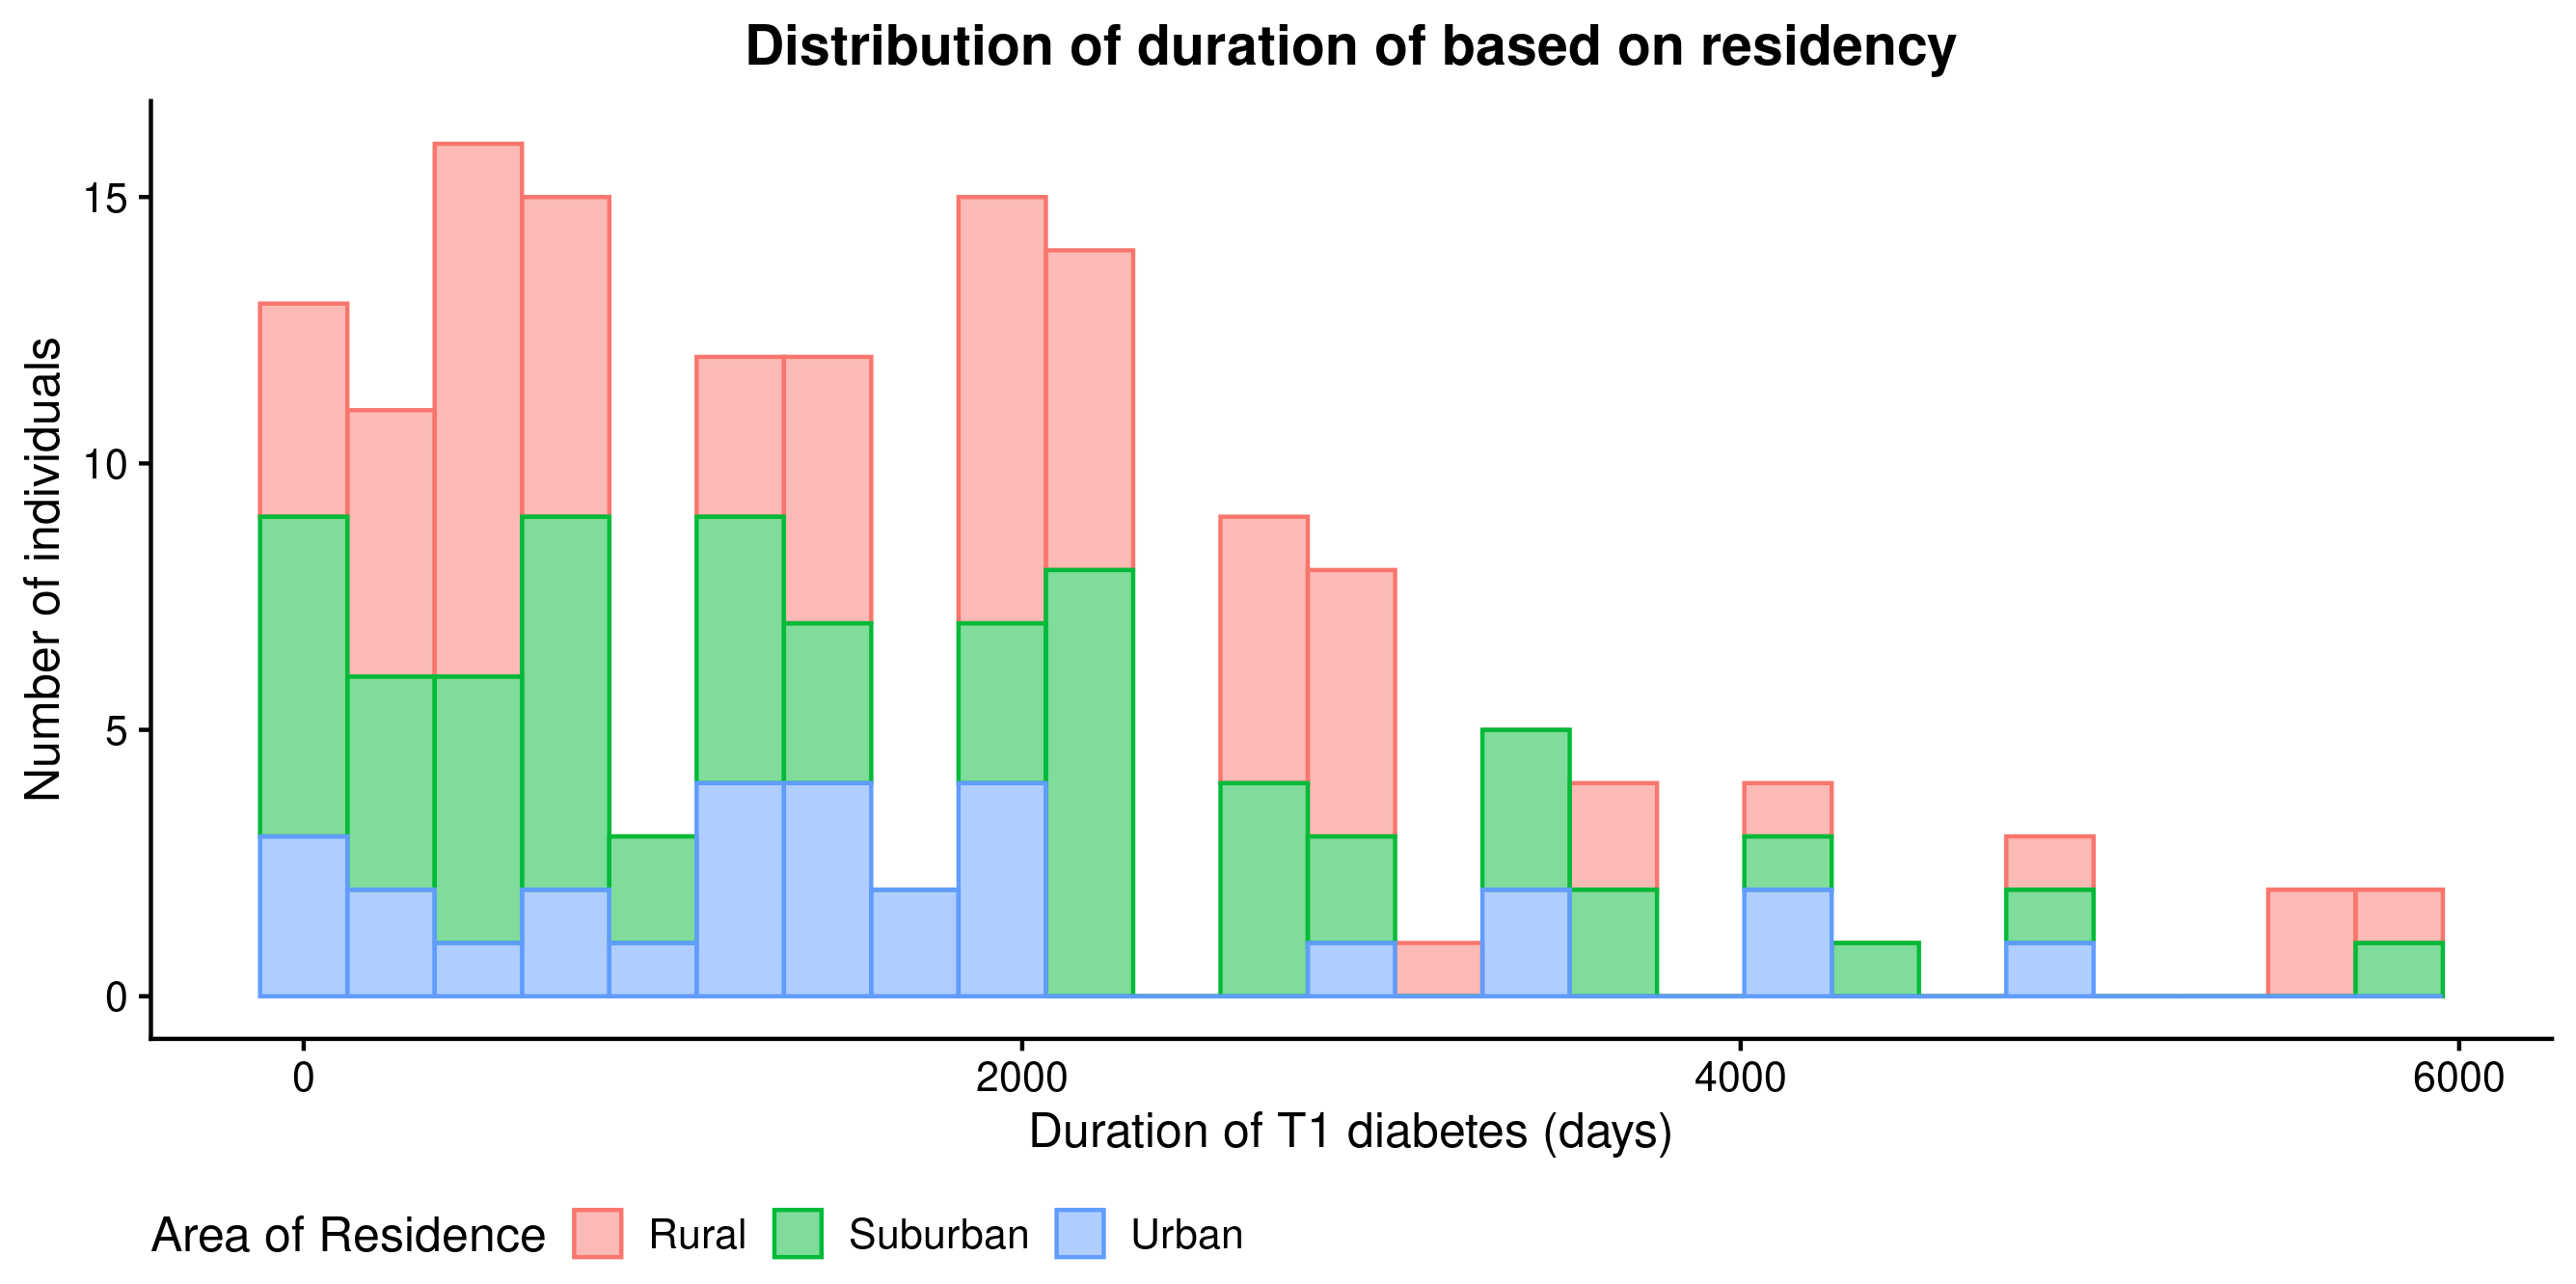 Distribution of duration of based on residency
Number of individuals
15
10
5
0
0 2000 4000 6000
Duration of T1 diabetes (days)
Area of Residence Rural Suburban Urban